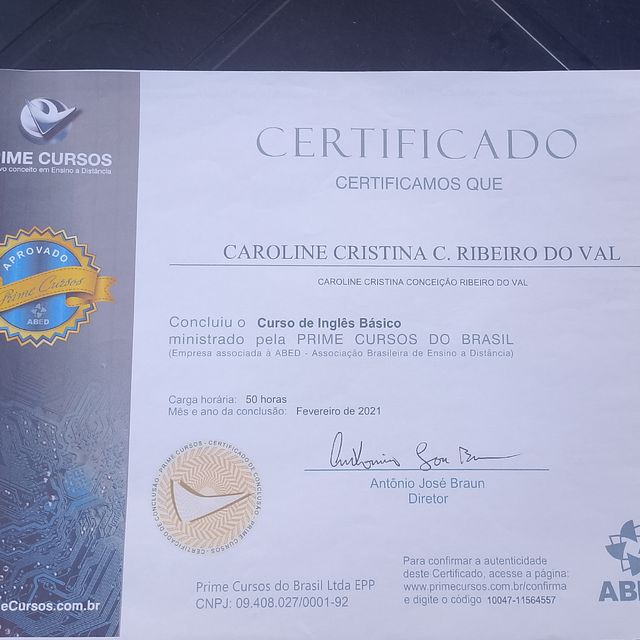 IME CURSOS
vo conceito em Ensino a Distância
APROVADO
Prime Cursos
ABED
CERTIFICADO
CERTIFICAMOS QUE
CAROLINE CRISTINA C. RIBEIRO DO VAL
CAROLINE CRISTINA CONCEIÇÃO RIBEIRO DO VAL
Concluiu o Curso de Inglês Básico
ministrado pela PRIME CURSOS DO BRASIL
(Empresa associada à ABED - Associação Brasileira de Ensino a Distância)
Carga horária: 50 horas
Mês e ano da conclusão: Fevereiro de 2021
PRIME CURSOS - CERTIFICADO DE CONCLUSÃO - PRIME CURSOS - CERTIFICADO DE CONCLUSÃO -
Antônio José Braun
Diretor
Prime Cursos do Brasil Ltda EPP
CNPJ: 09.408.027/0001-92
Para confirmar a autenticidade
deste Certificado, acesse a página:
www.primecursos.com.br/confirma
e digite o código 10047-11564557
eCursos.com.br
ABE